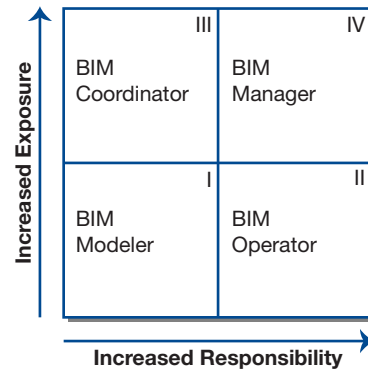 III
BIM
Coordinator
IV
BIM
Manager
I
BIM
Modeler
II
BIM
Operator
Increased Exposure
Increased Responsibility